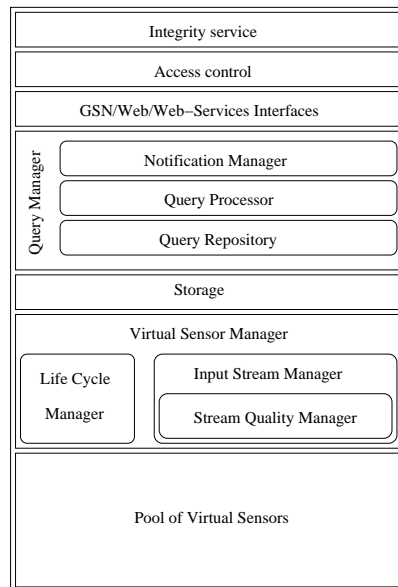 Integrity service
Access control
GSN/Web/Web−Services Interfaces
Query Manager
Notification Manager
Query Processor
Query Repository
Storage
Virtual Sensor Manager
Life Cycle
Manager
Input Stream Manager
Stream Quality Manager
Pool of Virtual Sensors